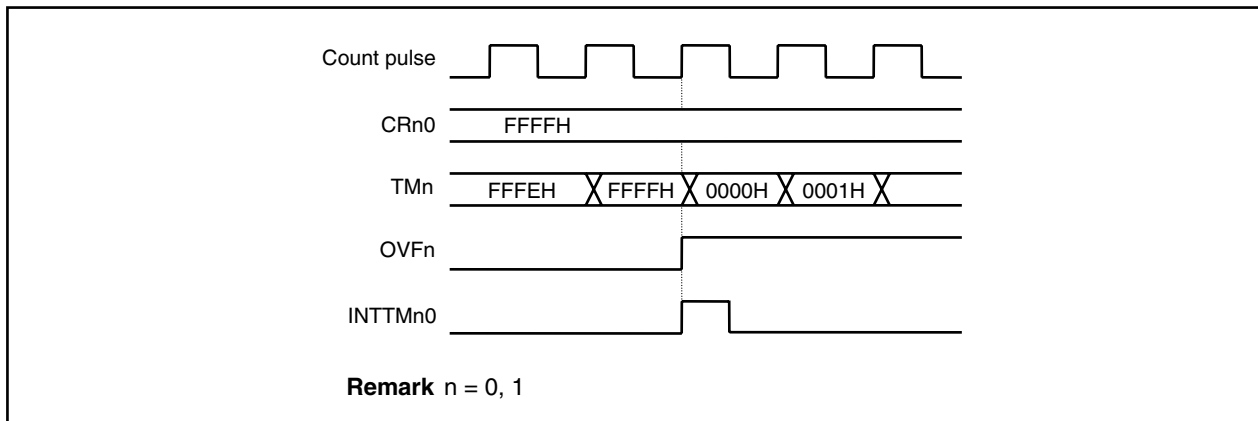 Count pulse
CRn0 FFFFH
TMn FFFEH FFFFH 0000H 0001H
OVFn
INTTMn0
Remark n = 0, 1